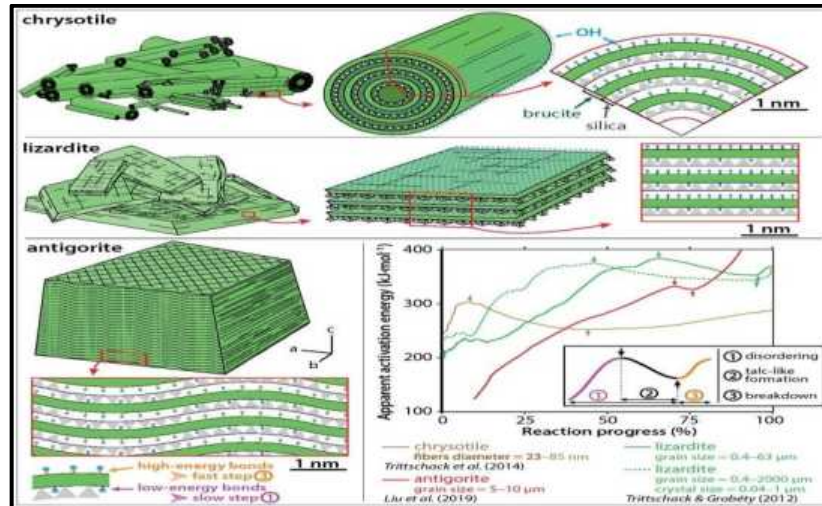 chrysotile
OH
brucite
silica
1 nm
lizardite
1 nm
antigorite
c
a
b
high-energy bonds
fast step ③
low-energy bonds
slow step ①
1 nm
Apparent activation energy (kJ·mol⁻¹)
400
300
200
100
0
25
50
75
100
Reaction progress (%)
① ② ③
① disordering
② talc-like formation
③ breakdown
chrysotile
fibers diameter = 23–85 nm
Trittschack et al. (2014)
antigorite
grain size = 5–10 µm
Liu et al. (2019)
lizardite
grain size = 0.4–63 µm
lizardite
grain size = 0.4–2000 µm
crystal size = 0.04–1 µm
Trittschack & Grobéty (2012)